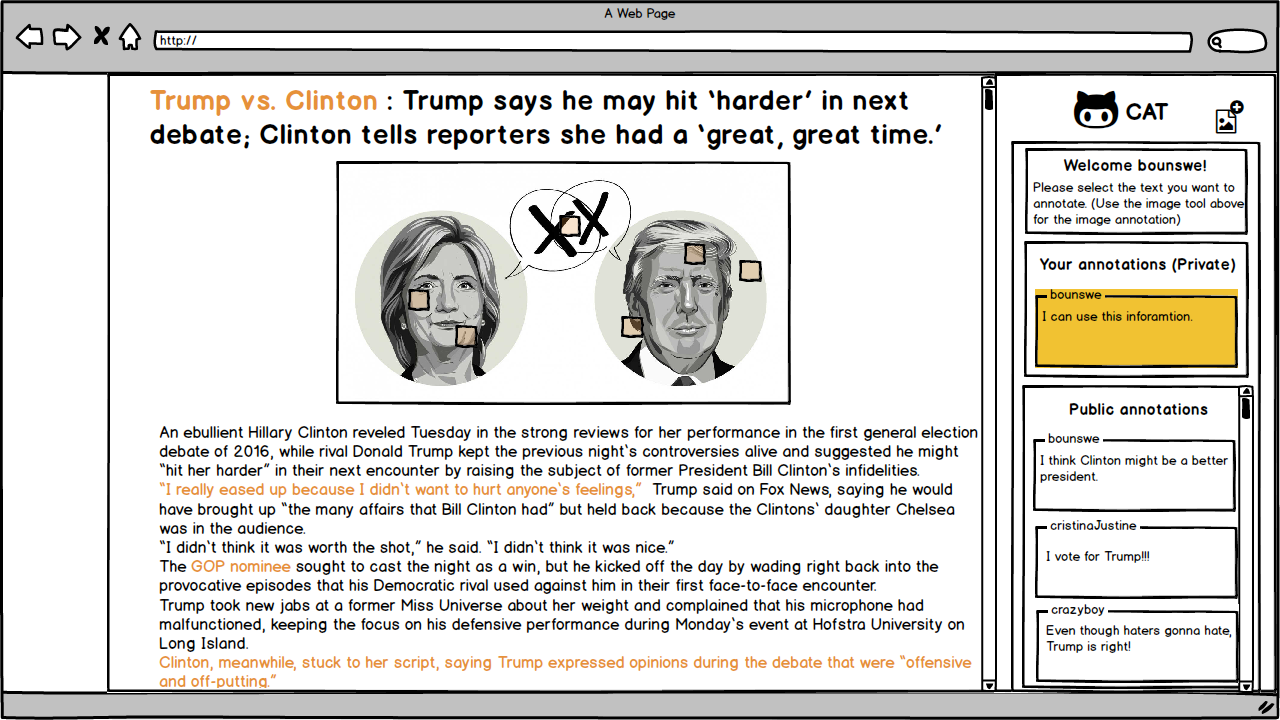 A Web Page
http://
Trump vs. Clinton : Trump says he may hit ‘harder’ in next
debate; Clinton tells reporters she had a ‘great, great time.’
An ebullient Hillary Clinton reveled Tuesday in the strong reviews for her performance in the first general election
debate of 2016, while rival Donald Trump kept the previous night‘s controversies alive and suggested he might
“hit her harder” in their next encounter by raising the subject of former President Bill Clinton‘s infidelities.
“I really eased up because I didn‘t want to hurt anyone‘s feelings,” Trump said on Fox News, saying he would
have brought up “the many affairs that Bill Clinton had” but held back because the Clintons‘ daughter Chelsea
was in the audience.
“I didn‘t think it was worth the shot,” he said. “I didn‘t think it was nice.”
The GOP nominee sought to cast the night as a win, but he kicked off the day by wading right back into the
provocative episodes that his Democratic rival used against him in their first face-to-face encounter.
Trump took new jabs at a former Miss Universe about her weight and complained that his microphone had
malfunctioned, keeping the focus on his defensive performance during Monday‘s event at Hofstra University on
Long Island.
Clinton, meanwhile, stuck to her script, saying Trump expressed opinions during the debate that were “offensive
and off-putting.”
CAT
Welcome bounswe!
Please select the text you want to
annotate. (Use the image tool above
for the image annotation)
Your annotations (Private)
bounswe
I can use this inforamtion.
Public annotations
bounswe
I think Clinton might be a better
president.
cristinaJustine
I vote for Trump!!!
crazyboy
Even though haters gonna hate,
Trump is right!